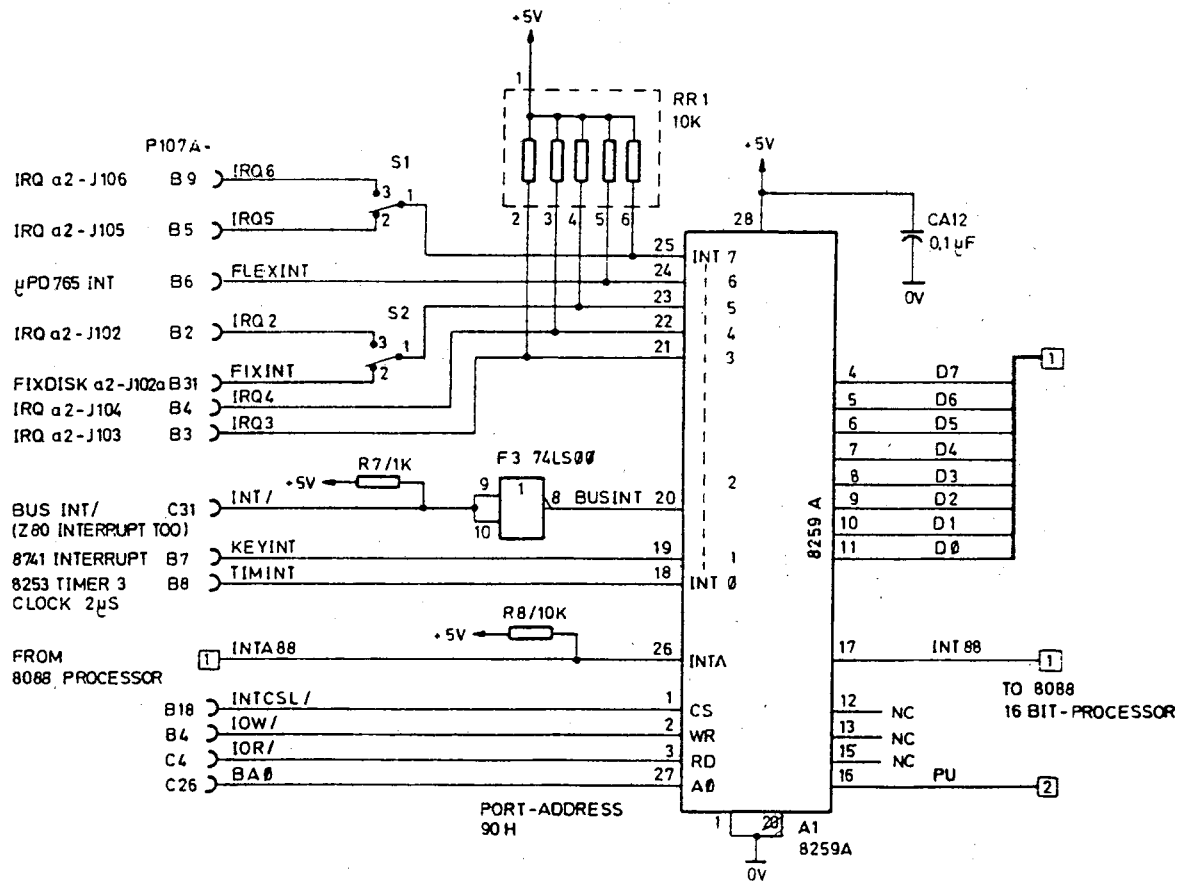 +5V
1
RR1
10K
P107A-
S1
+5V
IRQ a2-J106 B9 IRQ6
3
1
2
2 3 4 5 6
28
CA12
0,1µF
0V
IRQ a2-J105 B5 IRQ5
25 INT 7
µPD765 INT B6 FLEXINT
24 6
23 5
S2
IRQ a2-J102 B2 IRQ2
22 4
3
1
2
21 3
FIXDISK a2-J102a B31 FIXINT
IRQ a2-J104 B4 IRQ4
IRQ a2-J103 B3 IRQ3
4 D7
1
5 D6
6 D5
7 D4
8 D3
9 D2
10 D1
11 D0
8259A
R7/1K
+5V
F3 74LS00
9
10
1
8 BUSINT 20
2
BUS INT/ C31 INT/
(Z80 INTERRUPT TOO)
8741 INTERRUPT B7 KEYINT 19 1
8253 TIMER 3 B8 TIMINT 18 INT 0
CLOCK 2µS
R8/10K
+5V
FROM
8088 PROCESSOR
1 INTA88 26 INTA
17 INT88 1
TO 8088
16 BIT-PROCESSOR
B18 INTCSL/ 1 CS
12 NC
B4 IOW/ 2 WR
13 NC
C4 IOR/ 3 RD
15 NC
C26 BA0 27 A0
16 PU 2
PORT-ADDRESS
90H
1 28
A1
8259A
0V